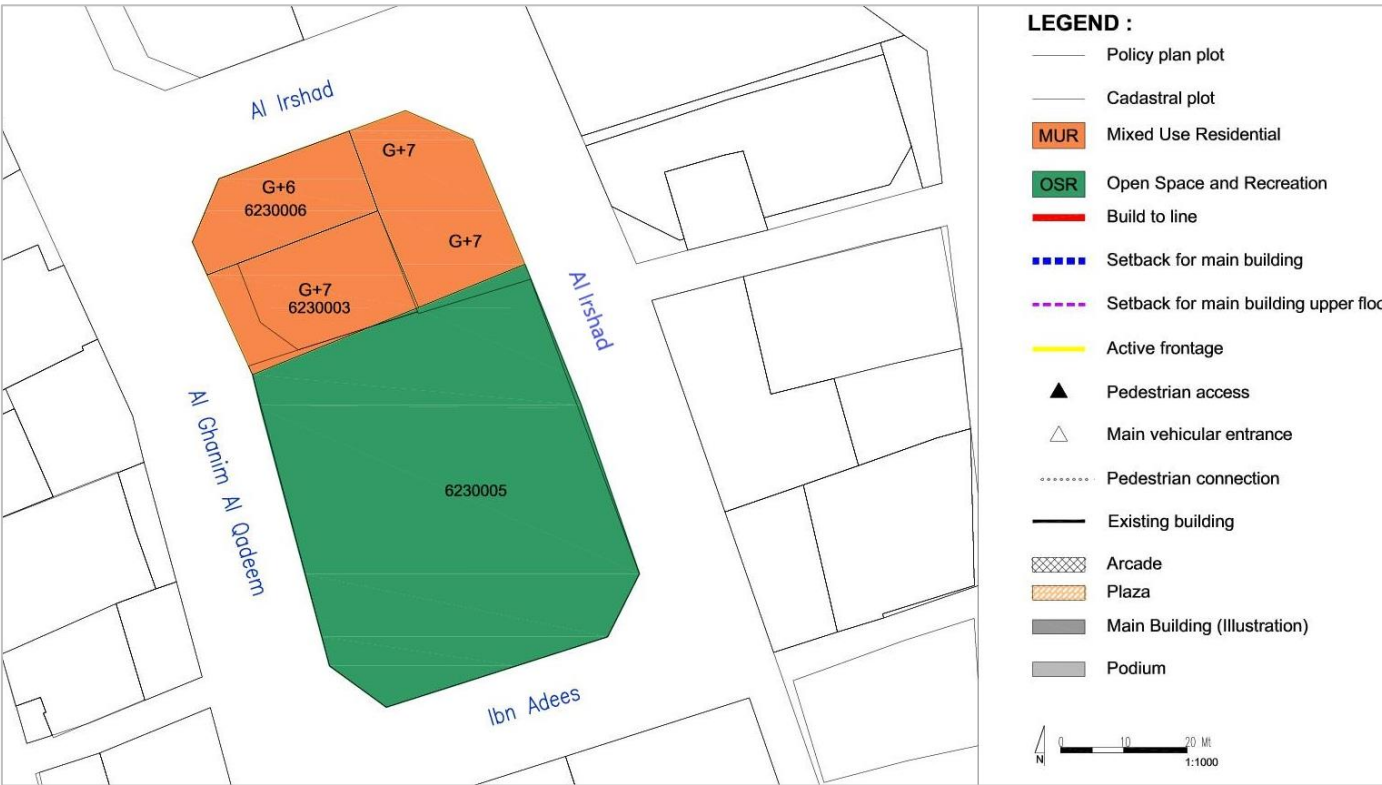 Al Irshad
G+7
G+6
6230006
G+7
G+7
6230003
Al Irshad
Al Ghanim Al Qadeem
6230005
Ibn Adees
LEGEND :
Policy plan plot
Cadastral plot
MUR Mixed Use Residential
OSR Open Space and Recreation
Build to line
Setback for main building
Setback for main building upper floo
Active frontage
Pedestrian access
Main vehicular entrance
Pedestrian connection
Existing building
Arcade
Plaza
Main Building (Illustration)
Podium
N
0 10 20 Mt
1:1000